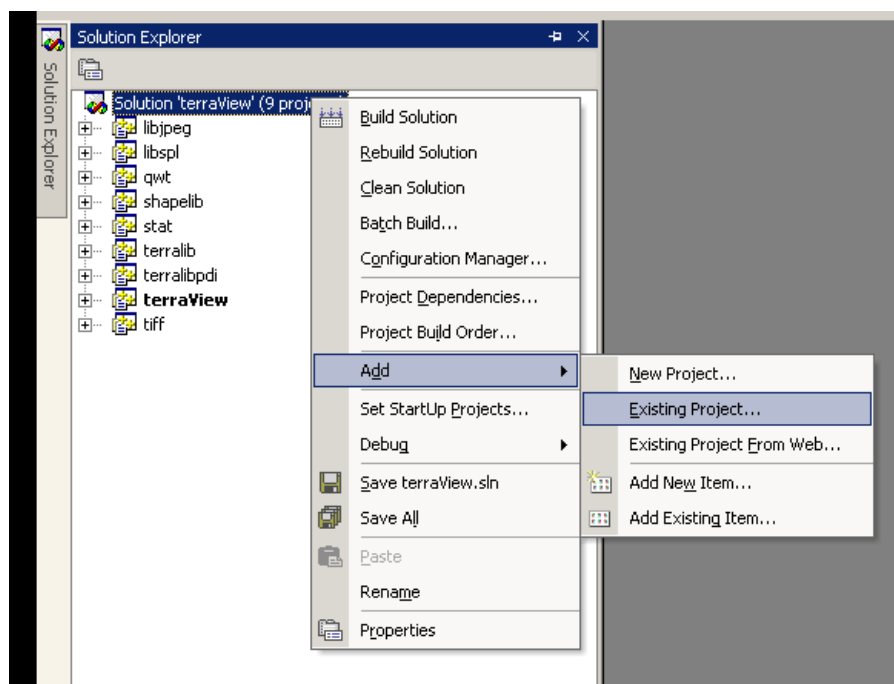 Solution Explorer
Solution Explorer
Solution 'terraView' (9 proj
libjpeg
libspl
qwt
shapelib
stat
terralib
terralibpdi
terraView
tiff
Build Solution
Rebuild Solution
Clean Solution
Batch Build...
Configuration Manager...
Project Dependencies...
Project Build Order...
Add
Set StartUp Projects...
Debug
Save terraView.sln
Save All
Paste
Rename
Properties
New Project...
Existing Project...
Existing Project From Web...
Add New Item...
Add Existing Item...